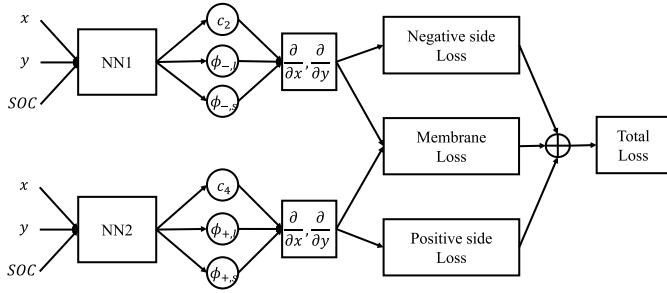 x
y
SOC
NN1
c₂
ϕ₋,ₗ
ϕ₋,ₛ
∂/∂x, ∂/∂y
Negative side
Loss
Membrane
Loss
Total
Loss
x
y
SOC
NN2
c₄
ϕ₊,ₗ
ϕ₊,ₛ
∂/∂x, ∂/∂y
Positive side
Loss